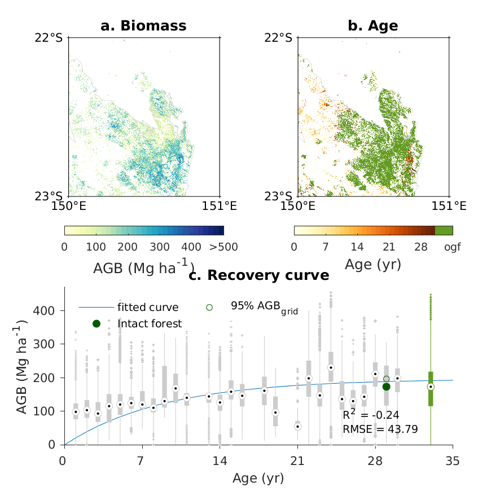 a. Biomass
b. Age
22°S
22°S
23°S
23°S
150°E
151°E
150°E
151°E
0 100 200 300 400 >500
0 7 14 21 28 ogf
AGB (Mg ha⁻¹)
Age (yr)
c. Recovery curve
fitted curve
95% AGB_grid
Intact forest
AGB (Mg ha⁻¹)
400
300
200
100
0
R² = -0.24
RMSE = 43.79
0 7 14 21 28 35
Age (yr)